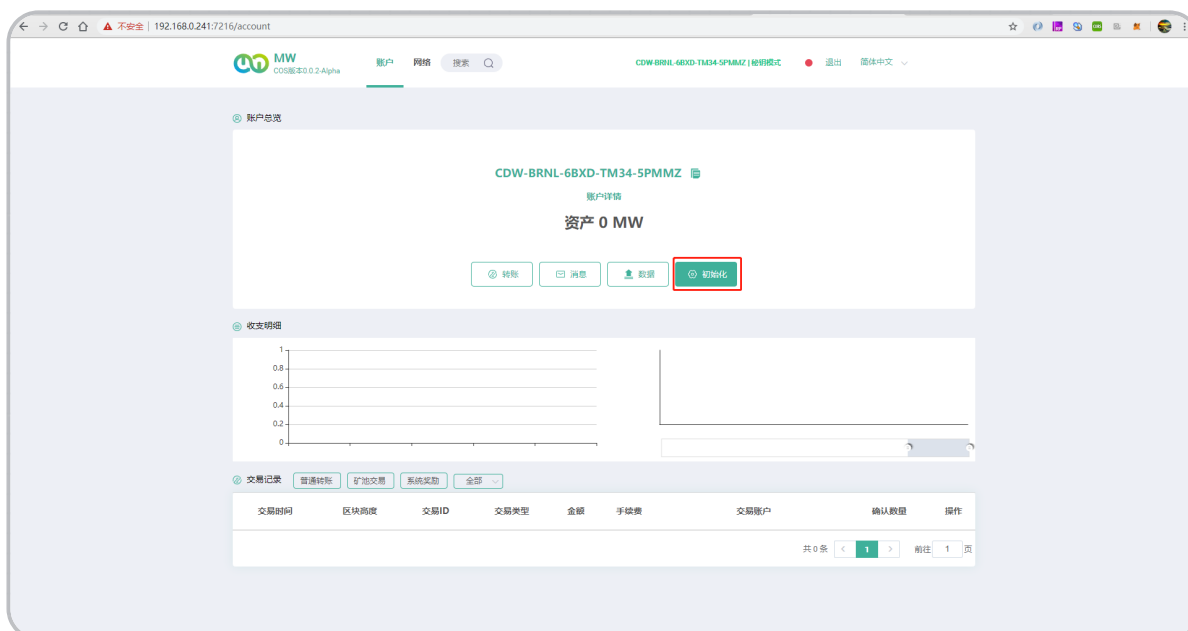 不安全 | 192.168.0.241:7216/account
MW
COS版本0.0.2-Alpha
账户
网络
搜索
CDW-BRNL-6BXD-TM34-5PMMZ | 秘钥模式
退出
简体中文
账户总览
CDW-BRNL-6BXD-TM34-5PMMZ
账户详情
资产 0 MW
转账
消息
数据
初始化
收支明细
1
0.8
0.6
0.4
0.2
0
交易记录
普通转账
矿池交易
系统奖励
全部
交易时间
区块高度
交易ID
交易类型
金额
手续费
交易账户
确认数量
操作
共 0 条
1
前往 1 页